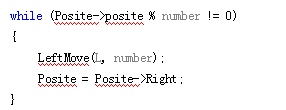 while (Posite->posite % number != 0)
{
LeftMove(L, number);
Posite = Posite->Right;
}